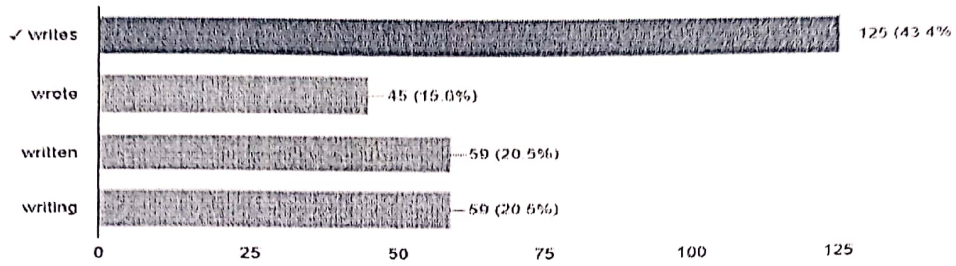 ✓ writes 125 (43.4%
wrote 45 (15.6%)
written 59 (20.5%)
writing 59 (20.5%)
0 25 50 75 100 125